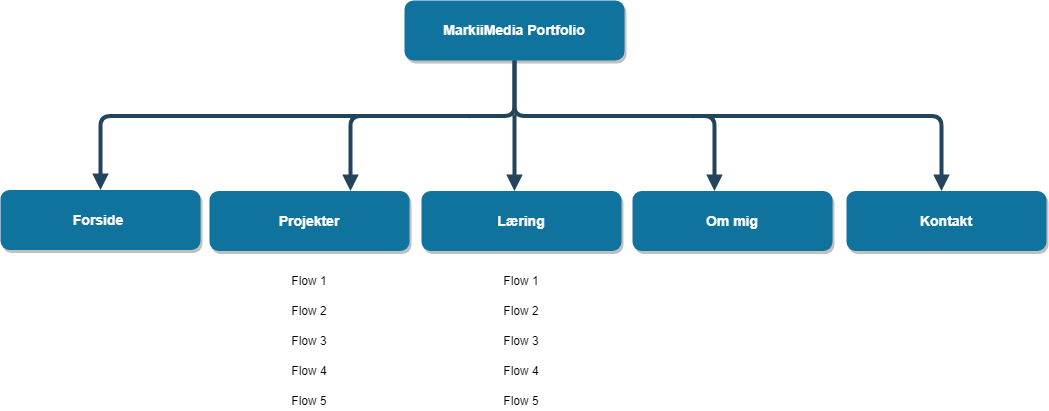 MarkiiMedia Portfolio
Forside
Projekter
Læring
Om mig
Kontakt
Flow 1
Flow 2
Flow 3
Flow 4
Flow 5
Flow 1
Flow 2
Flow 3
Flow 4
Flow 5